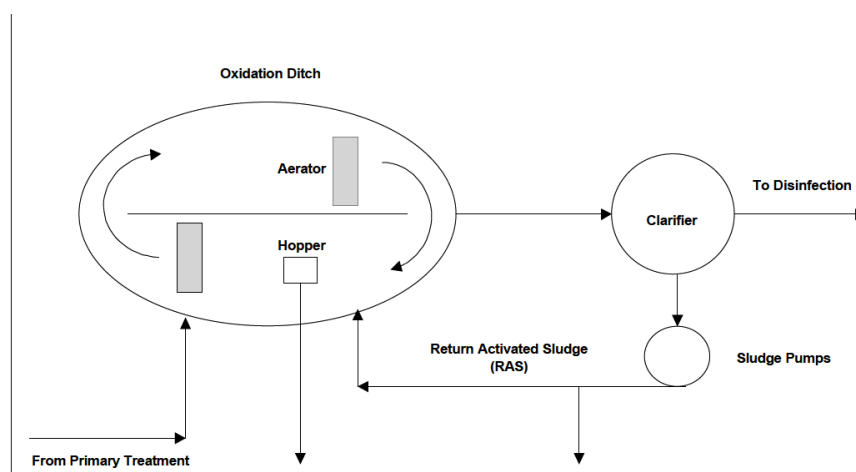 Oxidation Ditch
Aerator
To Disinfection
Hopper
Clarifier
Return Activated Sludge
(RAS)
Sludge Pumps
From Primary Treatment